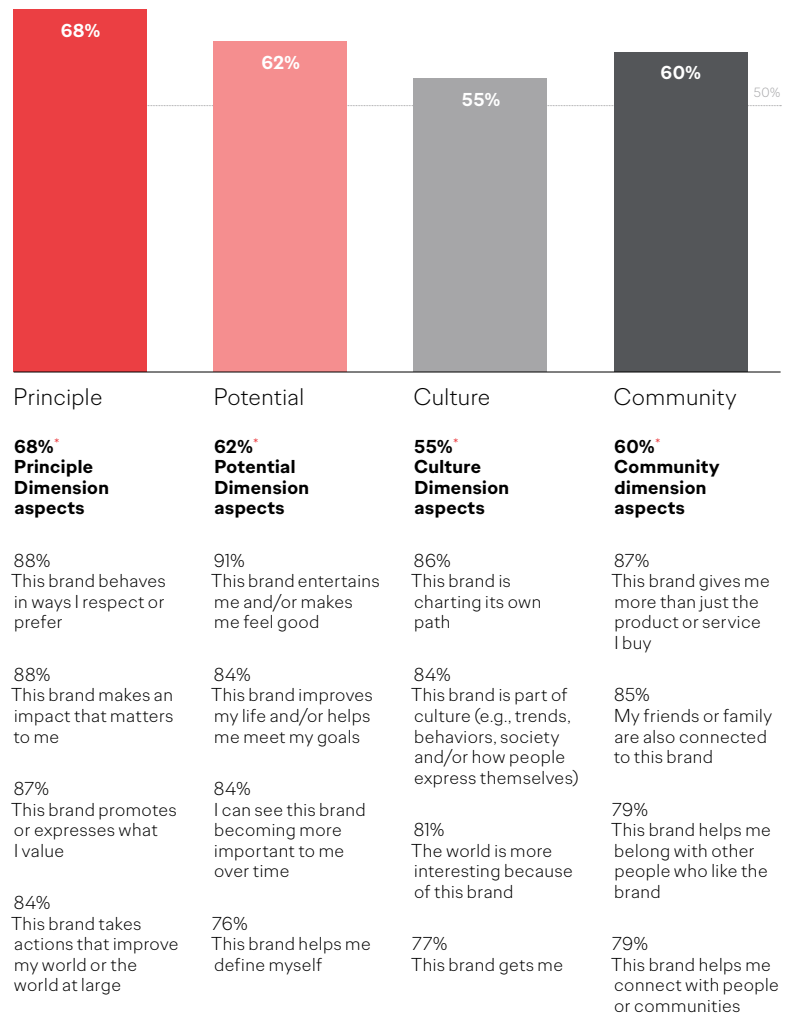 68%
62%
55%
60%
50%
Principle
Potential
Culture
Community
68%*
Principle
Dimension
aspects
88%
This brand behaves
in ways I respect or
prefer
88%
This brand makes an
impact that matters
to me
87%
This brand promotes
or expresses what
I value
84%
This brand takes
actions that improve
my world or the
world at large
62%*
Potential
Dimension
aspects
91%
This brand entertains
me and/or makes
me feel good
84%
This brand improves
my life and/or helps
me meet my goals
84%
I can see this brand
becoming more
important to me
over time
76%
This brand helps me
define myself
55%*
Culture
Dimension
aspects
86%
This brand is
charting its own
path
84%
This brand is part of
culture (e.g., trends,
behaviors, society
and/or how people
express themselves)
81%
The world is more
interesting because
of this brand
77%
This brand gets me
60%*
Community
dimension
aspects
87%
This brand gives me
more than just the
product or service
I buy
85%
My friends or family
are also connected
to this brand
79%
This brand helps me
belong with other
people who like the
brand
79%
This brand helps me
connect with people
or communities